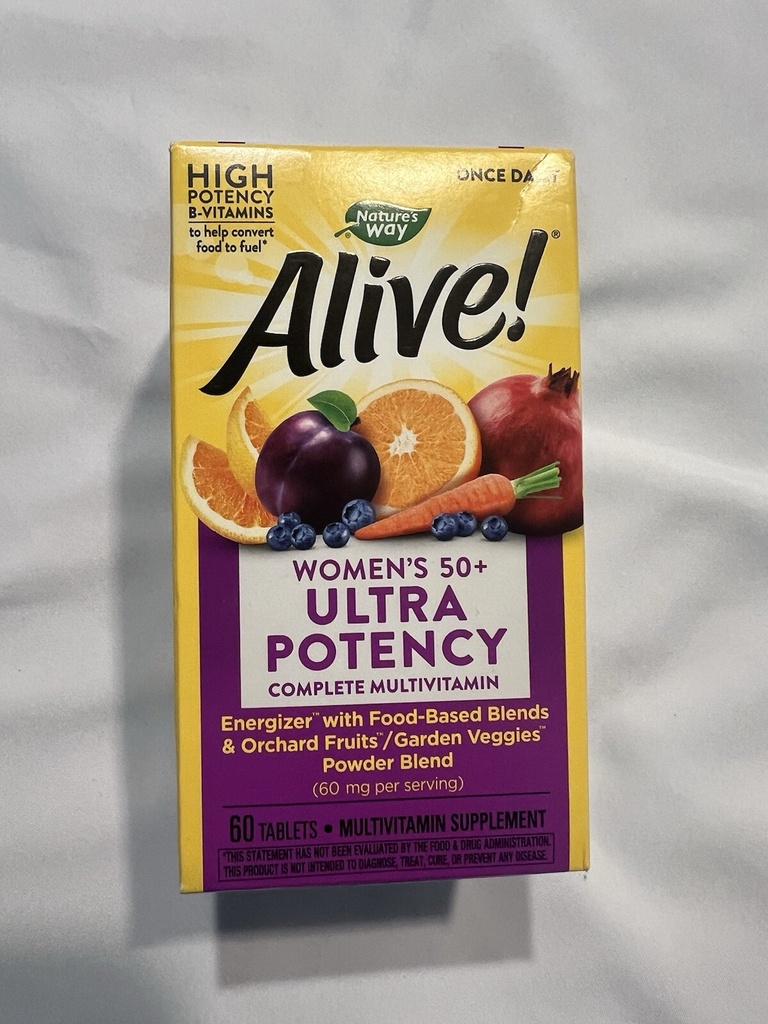 HIGH
POTENCY
B-VITAMINS
to help convert
food to fuel*
ONCE DAILY
Nature's
Way®
Alive!®
WOMEN'S 50+
ULTRA
POTENCY
COMPLETE MULTIVITAMIN
Energizer™ with Food-Based Blends
& Orchard Fruits™/Garden Veggies™
Powder Blend
(60 mg per serving)
60 TABLETS • MULTIVITAMIN SUPPLEMENT
*THIS STATEMENT HAS NOT BEEN EVALUATED BY THE FOOD & DRUG ADMINISTRATION.
THIS PRODUCT IS NOT INTENDED TO DIAGNOSE, TREAT, CURE, OR PREVENT ANY DISEASE.